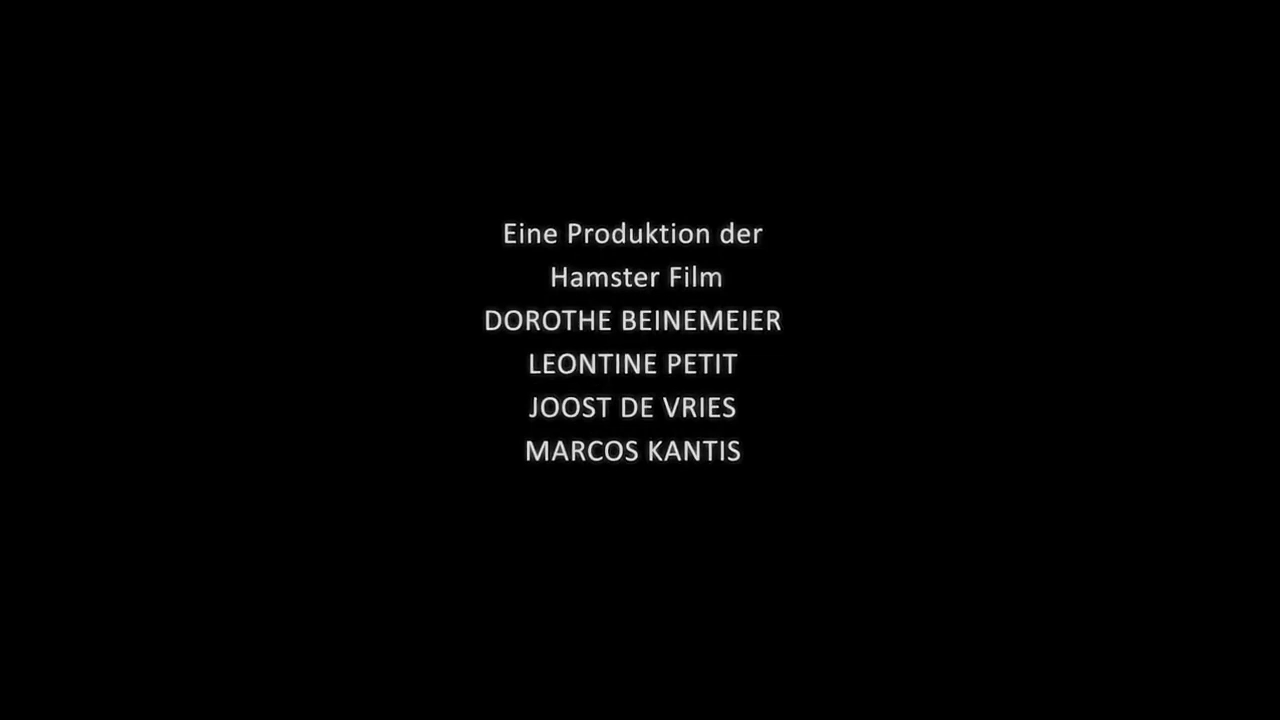 Eine Produktion der
Hamster Film
DOROTHE BEINEMEIER
LEONTINE PETIT
JOOST DE VRIES
MARCOS KANTIS